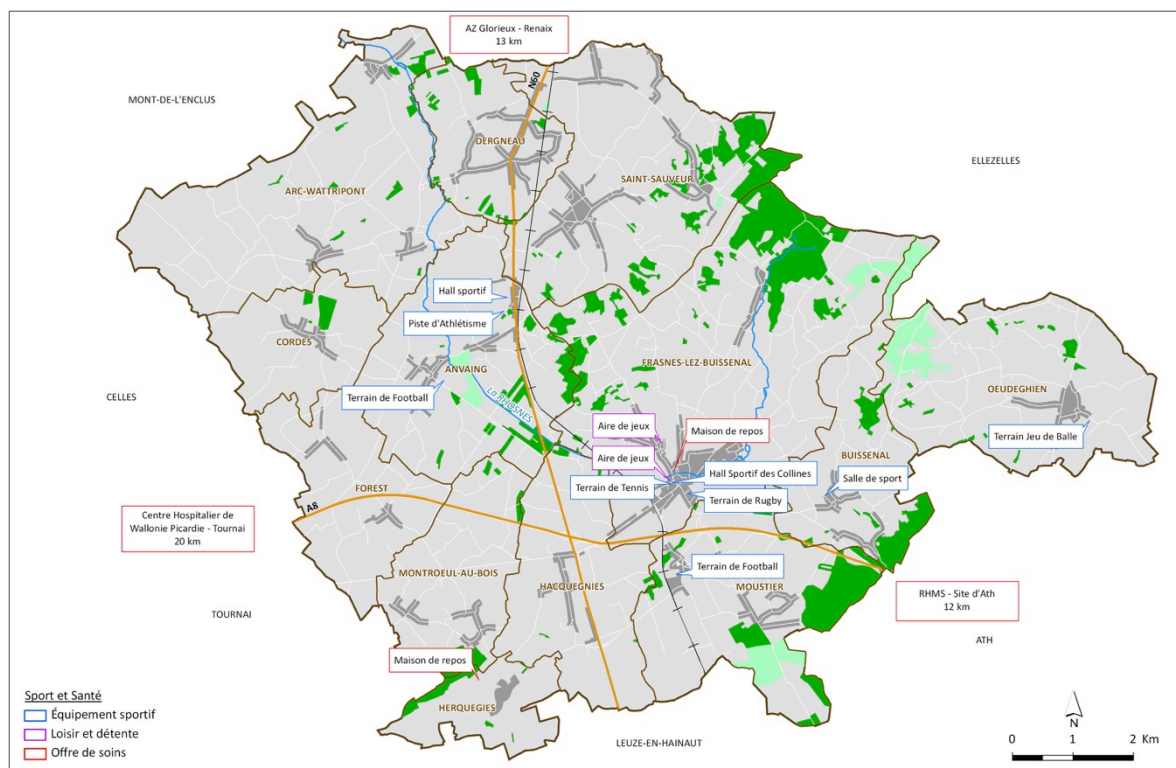 AZ Glorieux - Renaix
13 km
MONT-DE-L'ENCLUS
N60
DERGNEAU
ELLEZELLES
SAINT-SAUVEUR
ARC-WATTRIPONT
Hall sportif
Piste d'Athlétisme
CORDES
ANVAING
FRASNES-LEZ-BUISSENAL
CELLES
Terrain de Football
La RHOSNES
OEUDEGHIEN
Aire de jeux
Maison de repos
Terrain Jeu de Balle
Aire de jeux
BUISSENAL
Terrain de Tennis
Hall Sportif des Collines
Salle de sport
FOREST
Terrain de Rugby
A8
Centre Hospitalier de
Wallonie Picardie - Tournai
20 km
MONTROEUL-AU-BOIS
HACQUEGNIES
Terrain de Football
MOUSTIER
RHMS - Site d'Ath
12 km
TOURNAI
ATH
Maison de repos
HERQUEGIES
LEUZE-EN-HAINAUT
Sport et Santé
Équipement sportif
Loisir et détente
Offre de soins
N
0 1 2 Km